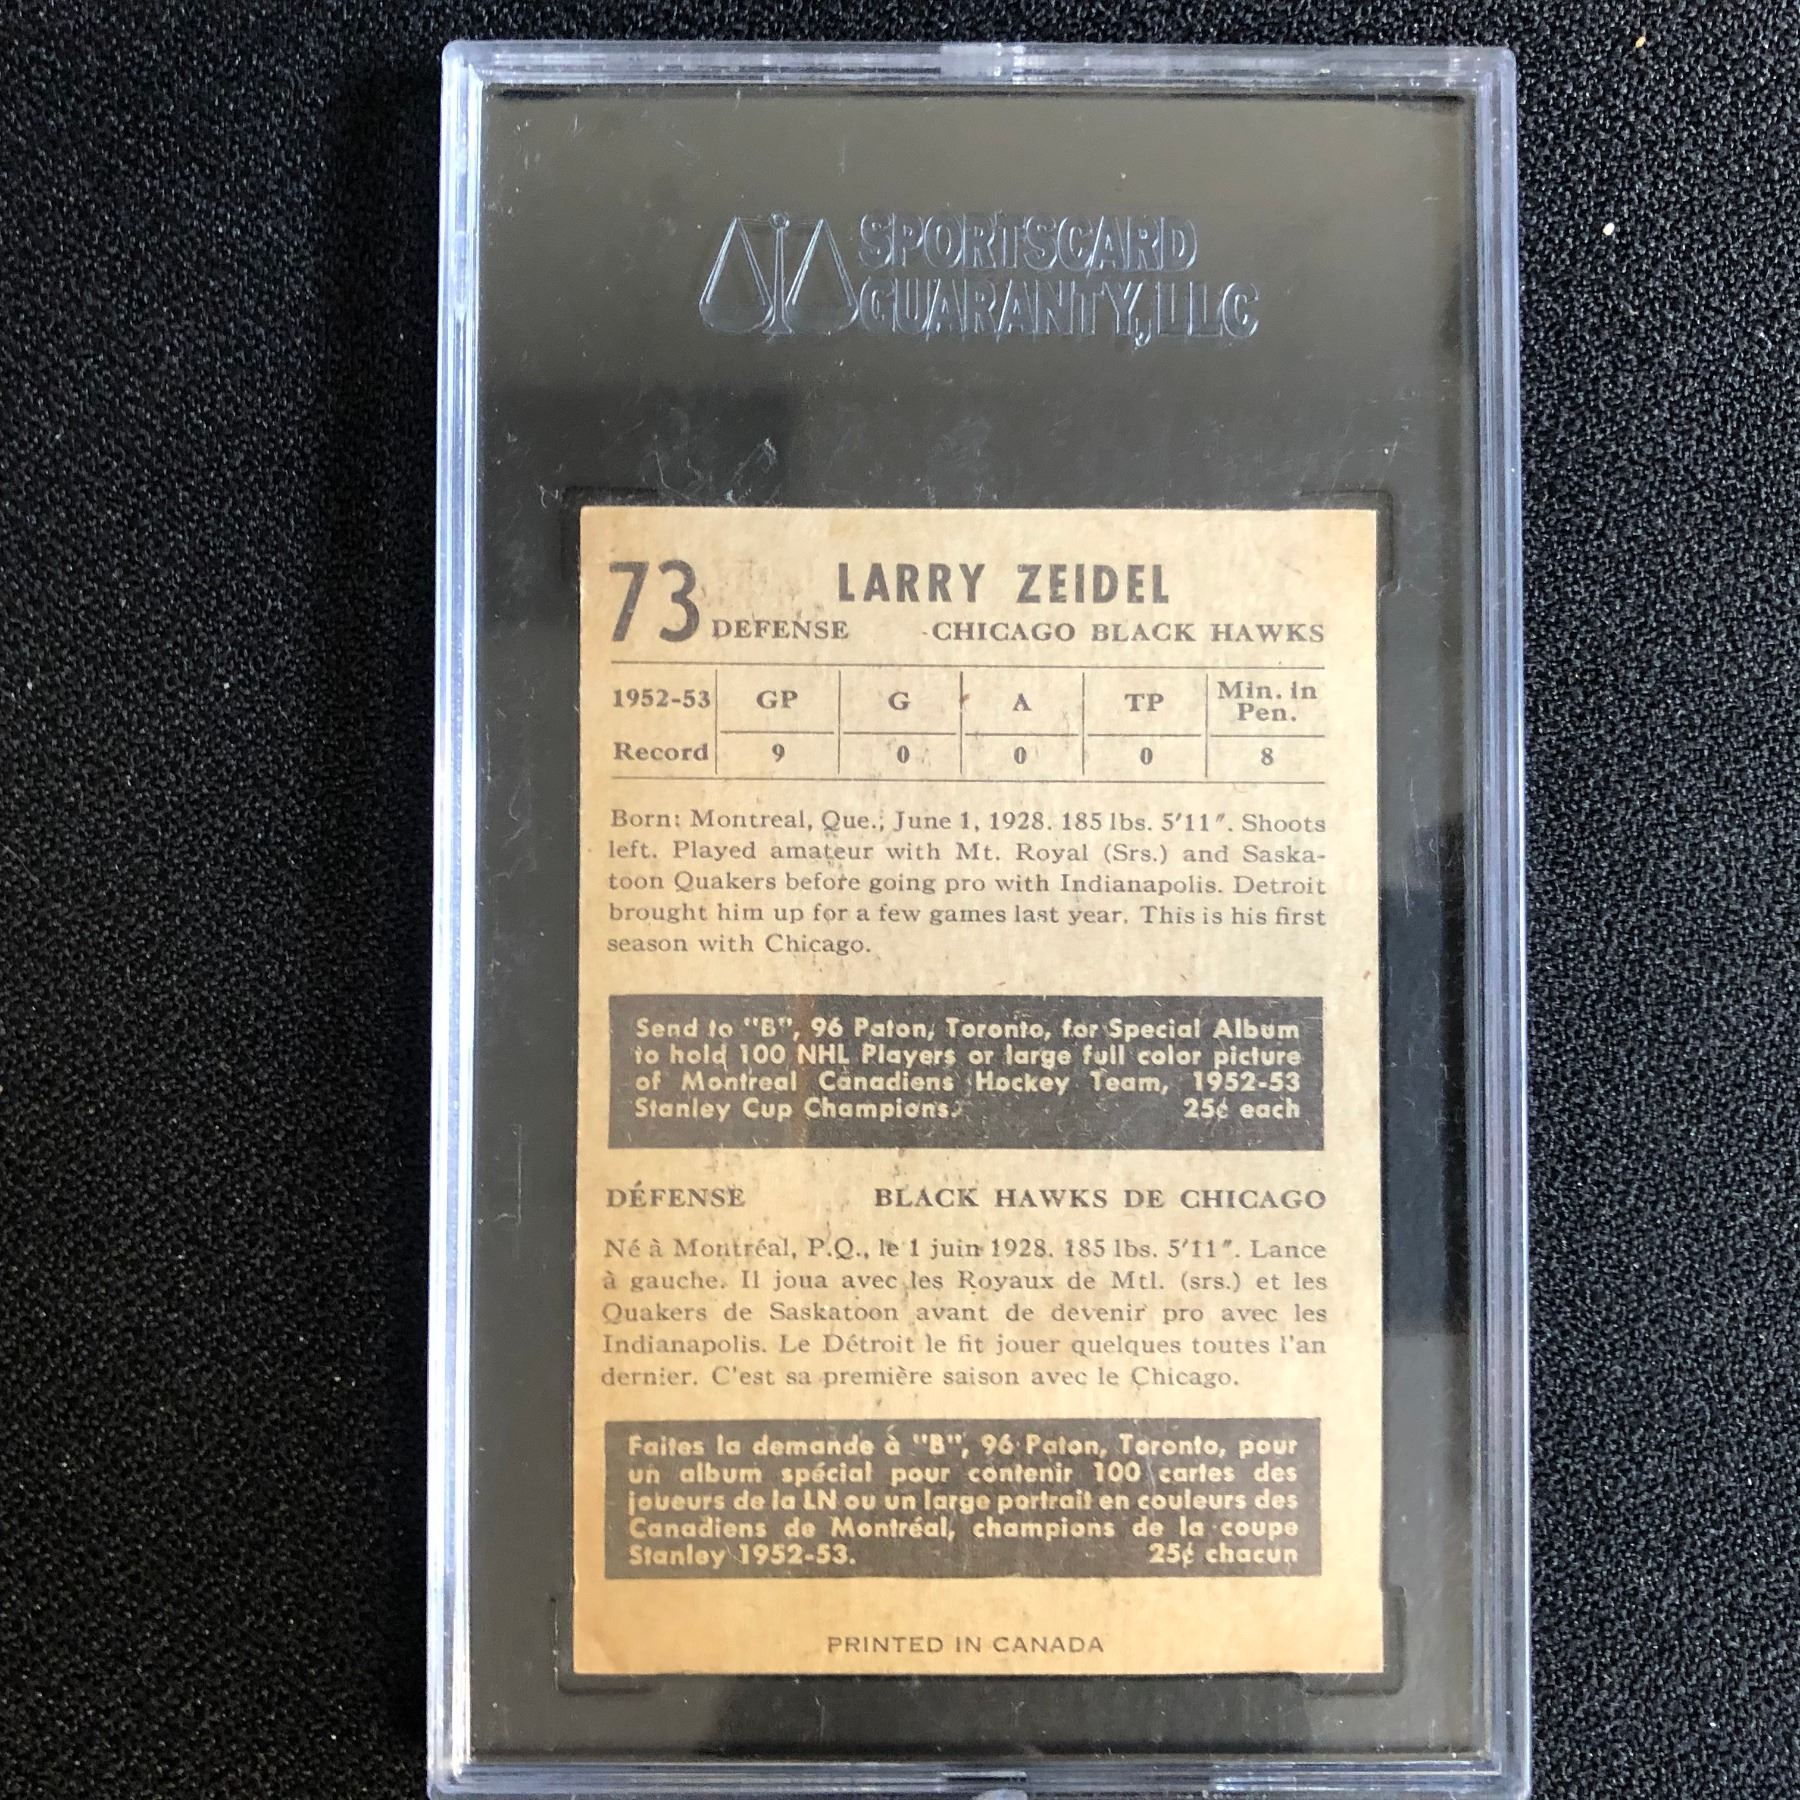 SPORTSCARD
GUARANTY, LLC
73 LARRY ZEIDEL
DEFENSE CHICAGO BLACK HAWKS
1952-53 GP G A TP Min. in Pen.
Record 9 0 0 0 8
Born: Montreal, Que., June 1, 1928. 185 lbs. 5'11". Shoots
left. Played amateur with Mt. Royal (Srs.) and Saska-
toon Quakers before going pro with Indianapolis. Detroit
brought him up for a few games last year. This is his first
season with Chicago.
Send to "B", 96 Paton, Toronto, for Special Album
to hold 100 NHL Players or large full color picture
of Montreal Canadiens Hockey Team, 1952-53
Stanley Cup Champions. 25¢ each
DÉFENSE BLACK HAWKS DE CHICAGO
Né à Montréal, P.Q., le 1 juin 1928. 185 lbs. 5'11". Lance
à gauche. Il joua avec les Royaux de Mtl. (srs.) et les
Quakers de Saskatoon avant de devenir pro avec les
Indianapolis. Le Détroit le fit jouer quelques toutes l'an
dernier. C'est sa première saison avec le Chicago.
Faites la demande à "B", 96 Paton, Toronto, pour
un album spécial pour contenir 100 cartes des
joueurs de la LN ou un large portrait en couleurs des
Canadiens de Montréal, champions de la coupe
Stanley 1952-53. 25¢ chacun
PRINTED IN CANADA